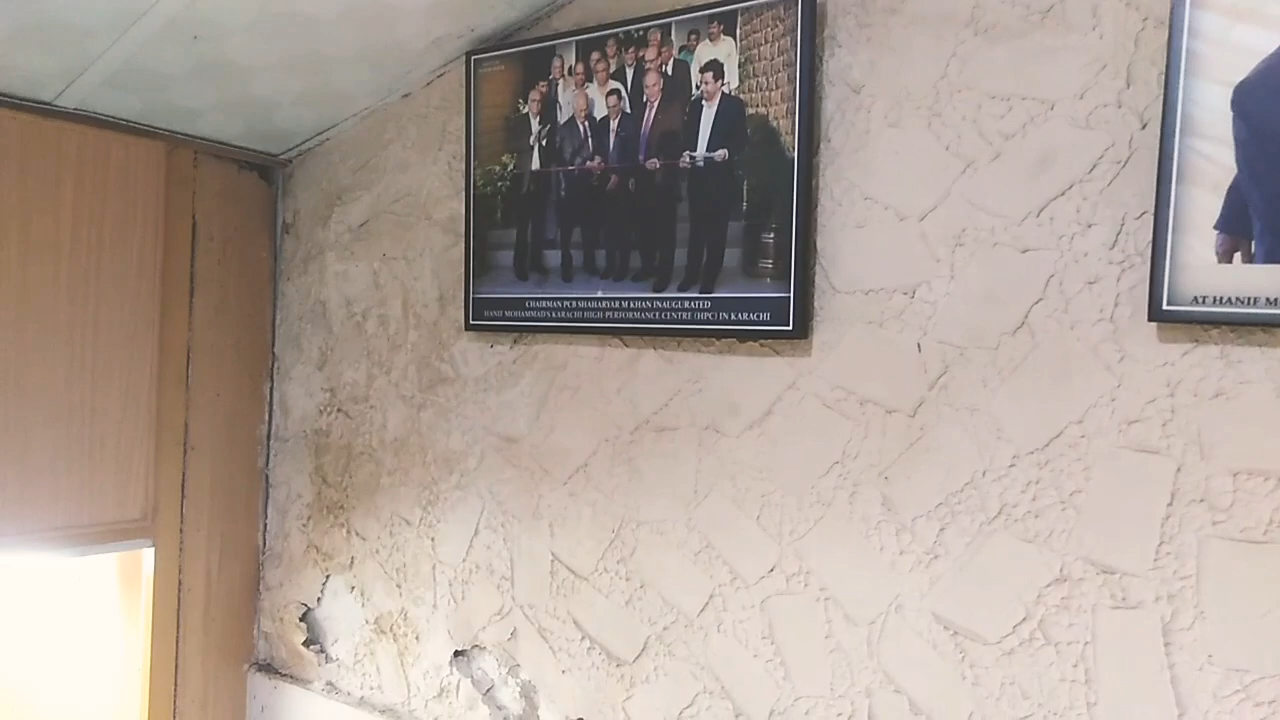 CHAIRMAN PCB SHAHARYAR M KHAN INAUGURATED
HANIF MOHAMMAD'S KARACHI HIGH-PERFORMANCE CENTRE (HPC) IN KARACHI
AT HANIF M